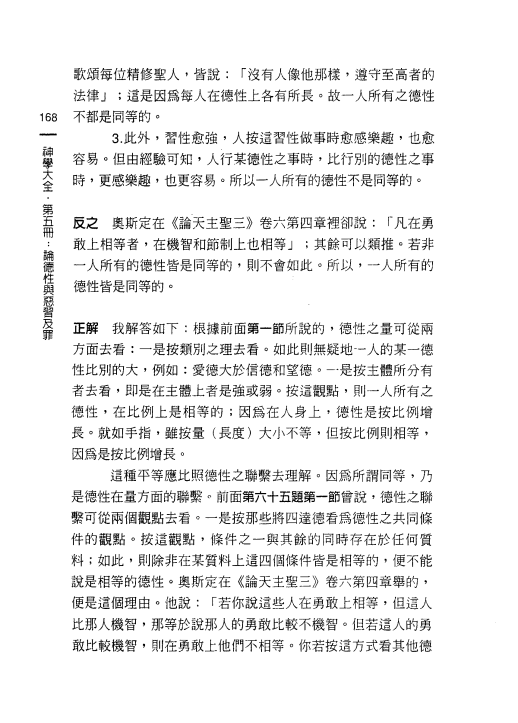 168
神學大全．第五冊：論德性與惡習及罪
歌頌每位精修聖人，皆說：「沒有人像他那樣，遵守至高者的
法律」；這是因爲每人在德性上各有所長。故一人所有之德性
不都是同等的。
3.此外，習性愈強，人按這習性做事時愈感樂趣，也愈
容易。但由經驗可知，人行某德性之事時，比行別的德性之事
時，更感樂趣，也更容易。所以一人所有的德性不是同等的。
反之　奧斯定在《論天主聖三》卷六第四章裡卻說：「凡在勇
敢上相等者，在機智和節制上也相等」；其餘可以類推。若非
一人所有的德性皆是同等的，則不會如此。所以，一人所有的
德性皆是同等的。
正解　我解答如下：根據前面第一節所說的，德性之量可從兩
方面去看：一是按類別之理去看。如此則無疑地一人的某一德
性比別的大，例如：愛德大於信德和望德。一是按主體所分有
者去看，即是在主體上者是強或弱。按這觀點，則一人所有之
德性，在比例上是相等的；因爲在人身上，德性是按比例增
長。就如手指，雖按量（長度）大小不等，但按比例則相等，
因爲是按比例增長。
這種平等應比照德性之聯繫去理解。因爲所謂同等，乃
是德性在量方面的聯繫。前面第六十五題第一節曾說，德性之聯
繫可從兩個觀點去看。一是按那些將四達德看爲德性之共同條
件的觀點。按這觀點，條件之一與其餘的同時存在於任何質
料；如此，則除非在某質料上這四個條件皆是相等的，便不能
說是相等的德性。奧斯定在《論天主聖三》卷六第四章舉的，
便是這個理由。他說：「若你說這些人在勇敢上相等，但這人
比那人機智，那等於說那人的勇敢比較不機智。但若這人的勇
敢比較機智，則在勇敢上他們不相等。你若按這方式看其他德